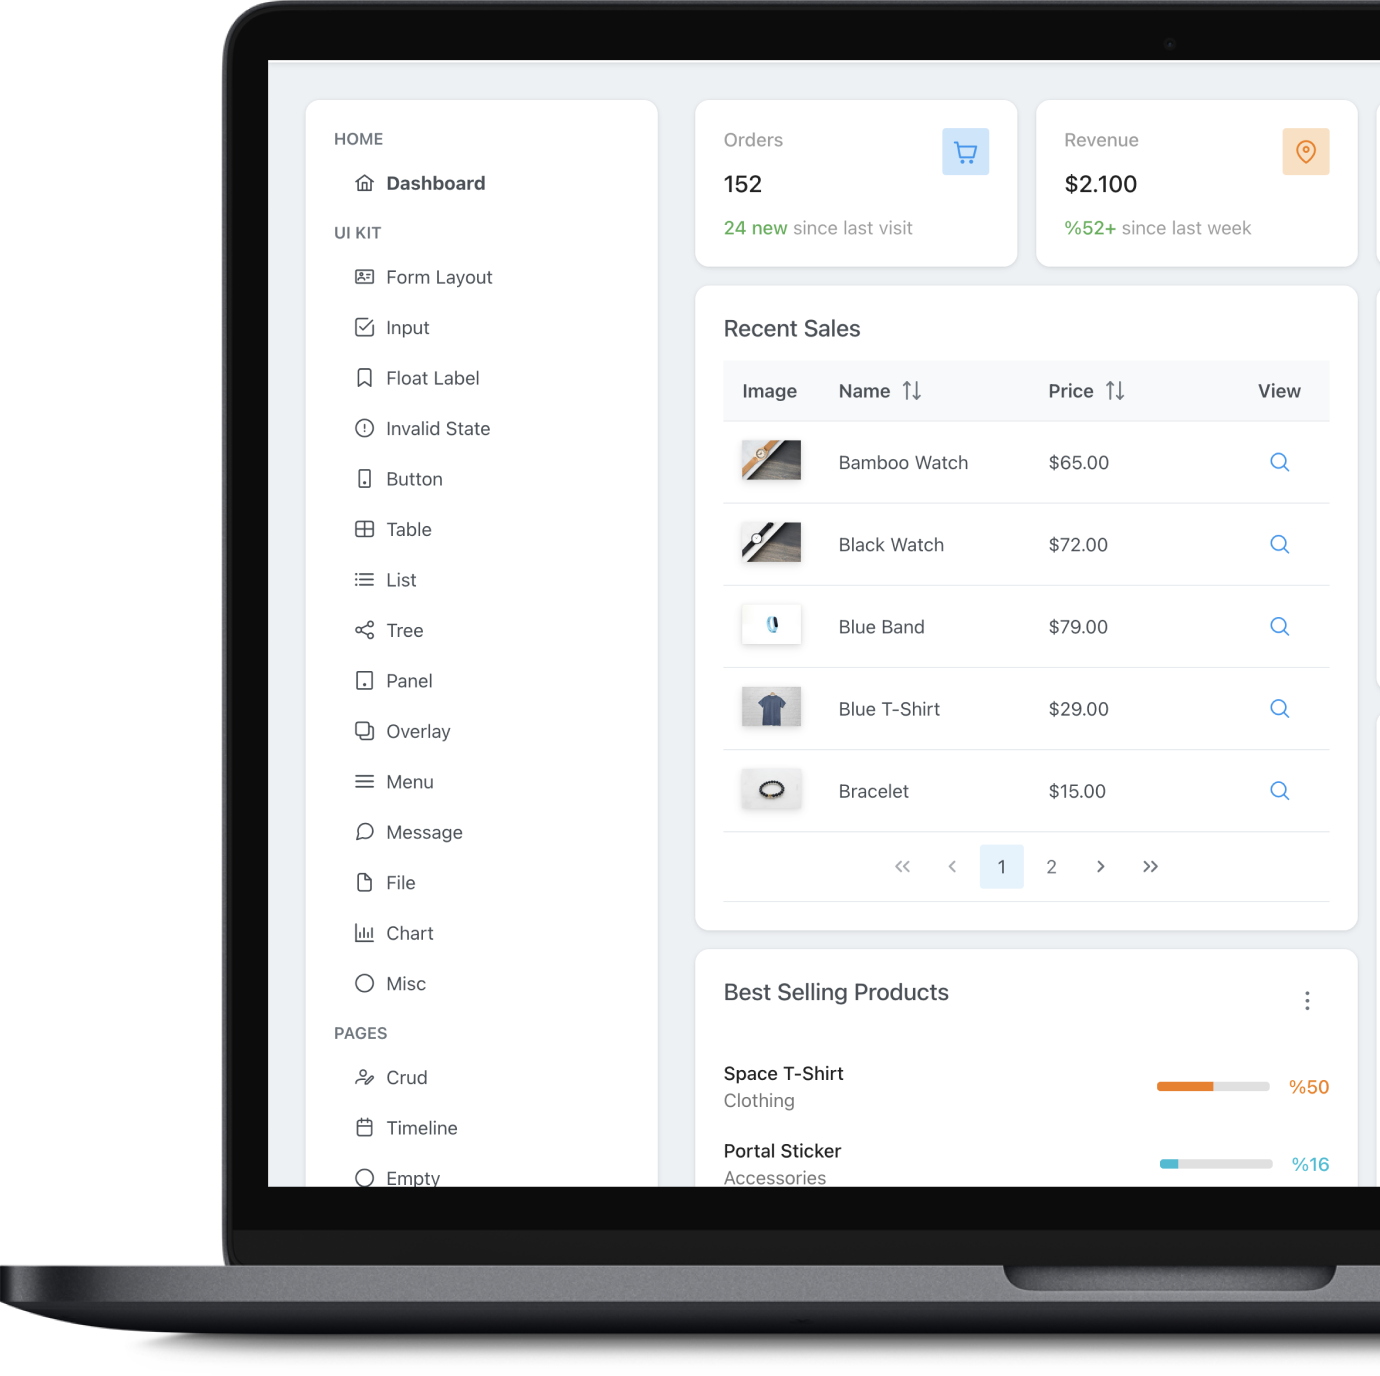 HOME
Dashboard
UI KIT
Form Layout
Input
Float Label
Invalid State
Button
Table
List
Tree
Panel
Overlay
Menu
Message
File
Chart
Misc
PAGES
Crud
Timeline
Empty
Orders
152
24 new since last visit
Revenue
$2.100
%52+ since last week
Recent Sales
Image Name Price View
Bamboo Watch $65.00
Black Watch $72.00
Blue Band $79.00
Blue T-Shirt $29.00
Bracelet $15.00
1 2
Best Selling Products
Space T-Shirt
Clothing
%50
Portal Sticker
Accessories
%16